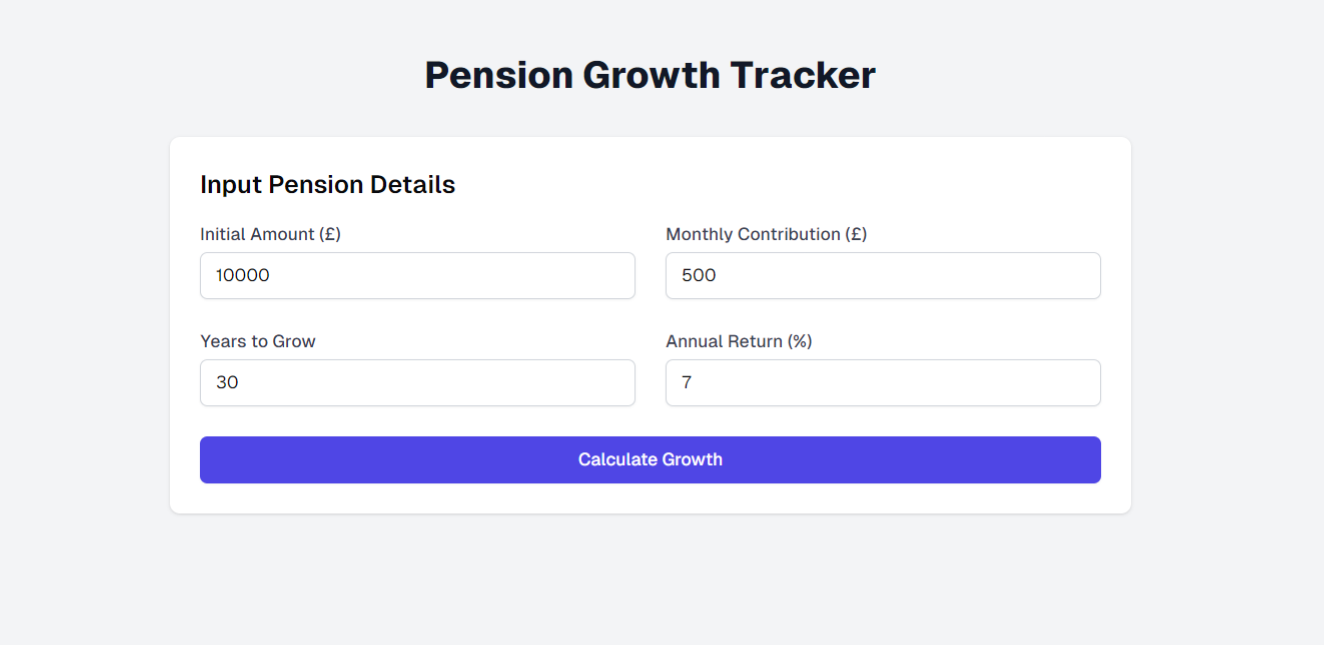 Pension Growth Tracker
Input Pension Details
Initial Amount (£)
Monthly Contribution (£)
10000
500
Years to Grow
Annual Return (%)
30
7
Calculate Growth